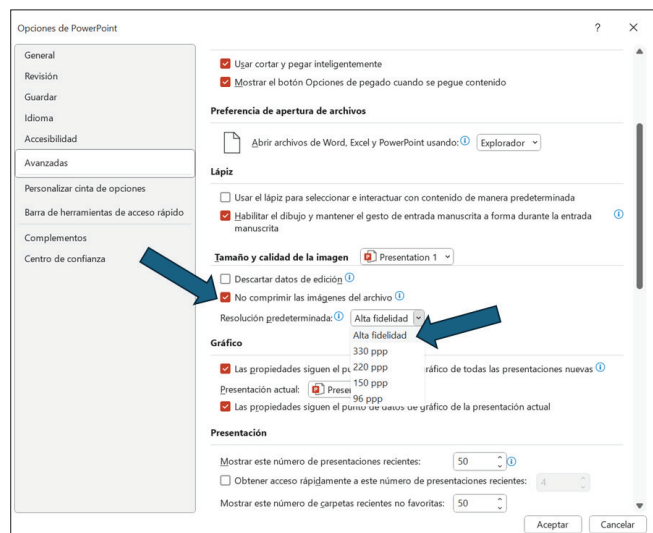 Opciones de PowerPoint
?
General
Revisión
Guardar
Idioma
Accesibilidad
Avanzadas
Personalizar cinta de opciones
Barra de herramientas de acceso rápido
Complementos
Centro de confianza
Usar cortar y pegar inteligentemente
Mostrar el botón Opciones de pegado cuando se pegue contenido
Preferencia de apertura de archivos
Abrir archivos de Word, Excel y PowerPoint usando: Explorador
Lápiz
Usar el lápiz para seleccionar e interactuar con contenido de manera predeterminada
Habilitar el dibujo y mantener el gesto de entrada manuscrita a forma durante la entrada
manuscrita
Tamaño y calidad de la imagen Presentation 1
Descartar datos de edición
No comprimir las imágenes del archivo
Resolución predeterminada: Alta fidelidad
Alta fidelidad
330 ppp
220 ppp
150 ppp
96 ppp
Gráfico
Las propiedades siguen el pu ráfico de todas las presentaciones nuevas
Presentación actual: Prese
Las propiedades siguen el punto de datos de gráfico de la presentación actual
Presentación
Mostrar este número de presentaciones recientes: 50
Obtener acceso rápidamente a este número de presentaciones recientes: 4
Mostrar este número de carpetas recientes no favoritas: 50
Aceptar Cancelar